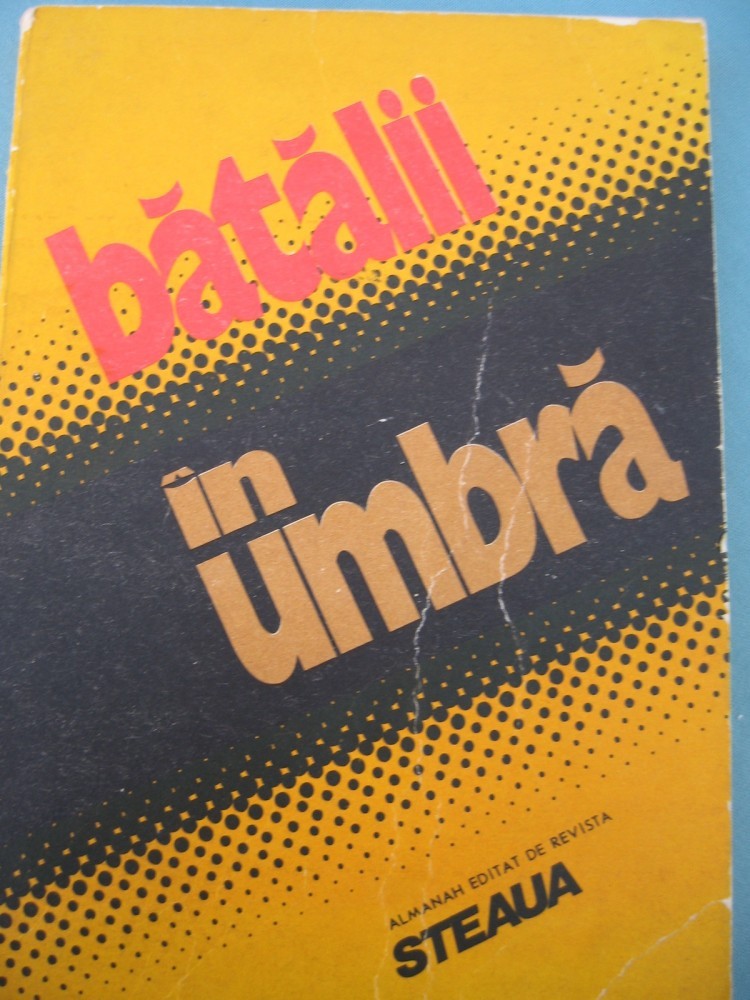 bătălii
în
umbră
ALMANAH EDITAT DE REVISTA
STEAUA